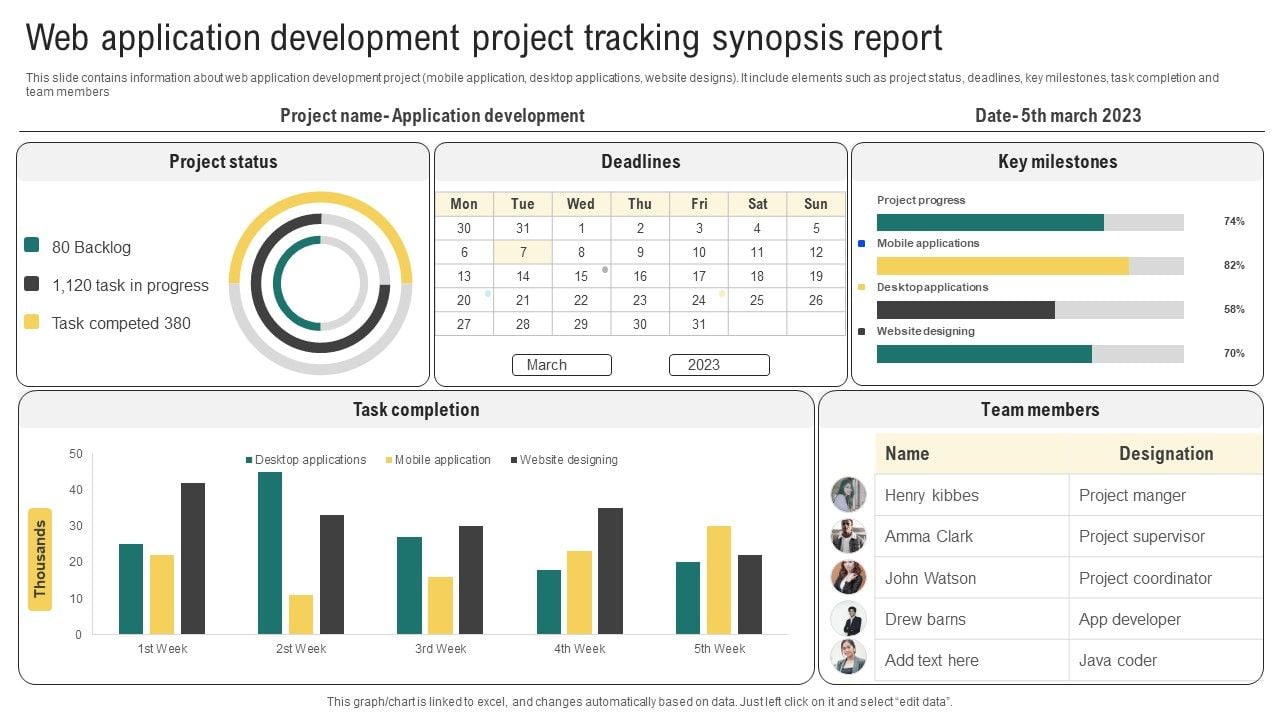 Web application development project tracking synopsis report
This slide contains information about web application development project (mobile application, desktop applications, website designs). It include elements such as project status, deadlines, key milestones, task completion and
team members
Project name- Application development
Date- 5th march 2023
Project status
80 Backlog
1,120 task in progress
Task competed 380
Deadlines
Mon Tue Wed Thu Fri Sat Sun
30 31 1 2 3 4 5
6 7 8 9 10 11 12
13 14 15 16 17 18 19
20 21 22 23 24 25 26
27 28 29 30 31
March 2023
Key milestones
Project progress
74%
Mobile applications
82%
Desktop applications
58%
Website designing
70%
Task completion
Desktop applications Mobile application Website designing
Thousands
50
40
30
20
10
0
1st Week 2st Week 3rd Week 4th Week 5th Week
Team members
Name Designation
Henry kibbes Project manger
Amma Clark Project supervisor
John Watson Project coordinator
Drew barns App developer
Add text here Java coder
This graph/chart is linked to excel, and changes automatically based on data. Just left click on it and select “edit data”.